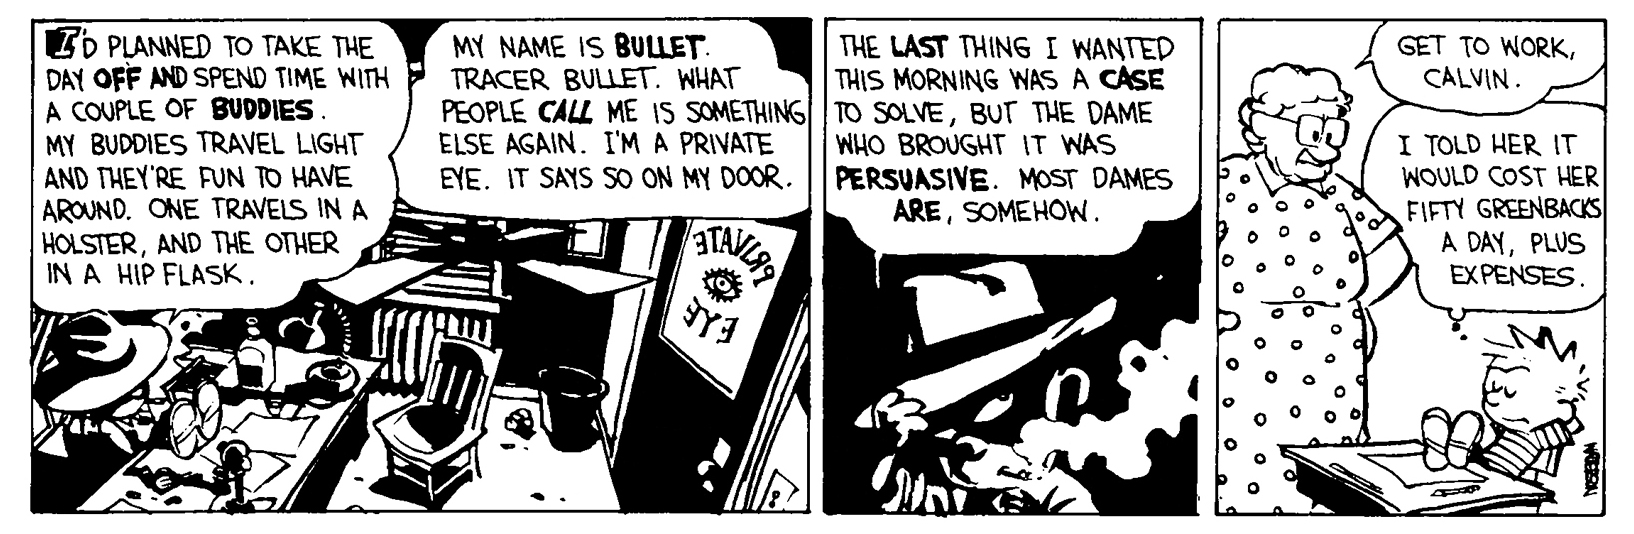 I'D PLANNED TO TAKE THE
DAY OFF AND SPEND TIME WITH
A COUPLE OF BUDDIES.
MY BUDDIES TRAVEL LIGHT
AND THEY'RE FUN TO HAVE
AROUND. ONE TRAVELS IN A
HOLSTER, AND THE OTHER
IN A HIP FLASK.
MY NAME IS BULLET.
TRACER BULLET. WHAT
PEOPLE CALL ME IS SOMETHING
ELSE AGAIN. I'M A PRIVATE
EYE. IT SAYS SO ON MY DOOR.
PRIVATE
EYE
THE LAST THING I WANTED
THIS MORNING WAS A CASE
TO SOLVE, BUT THE DAME
WHO BROUGHT IT WAS
PERSUASIVE. MOST DAMES
ARE, SOMEHOW.
GET TO WORK,
CALVIN.
I TOLD HER IT
WOULD COST HER
FIFTY GREENBACKS
A DAY, PLUS
EXPENSES.
WATTERSON